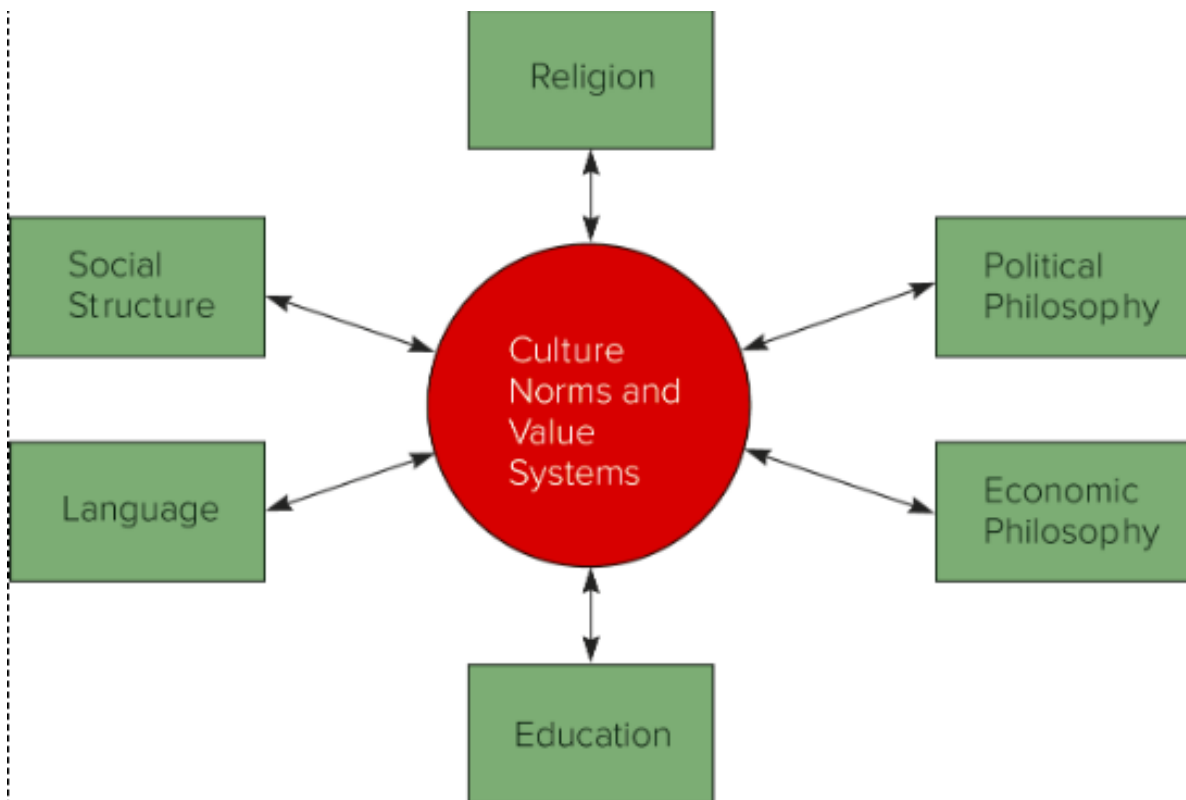 Religion
Social
Structure
Political
Philosophy
Culture
Norms and
Value
Systems
Language
Economic
Philosophy
Education